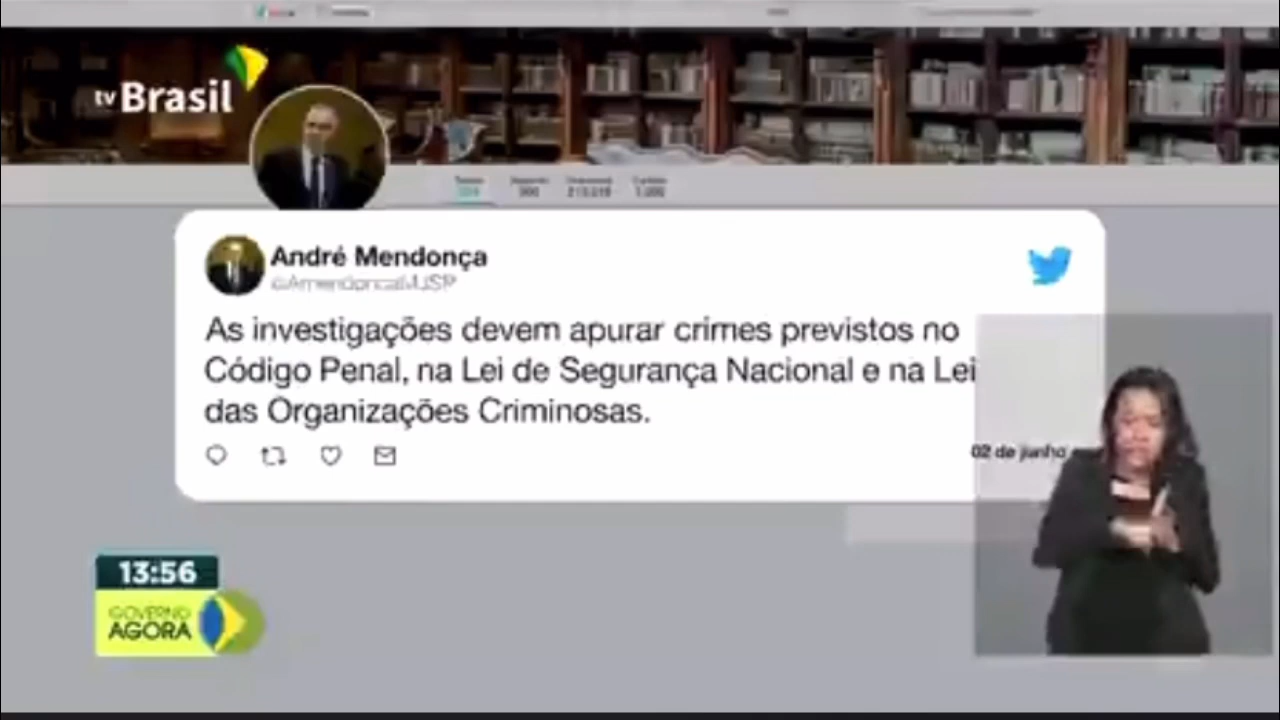 tv Brasil
André Mendonça
@AmendoncaMJSP
As investigações devem apurar crimes previstos no
Código Penal, na Lei de Segurança Nacional e na Lei
das Organizações Criminosas.
02 de junho
13:56
GOVERNO
AGORA